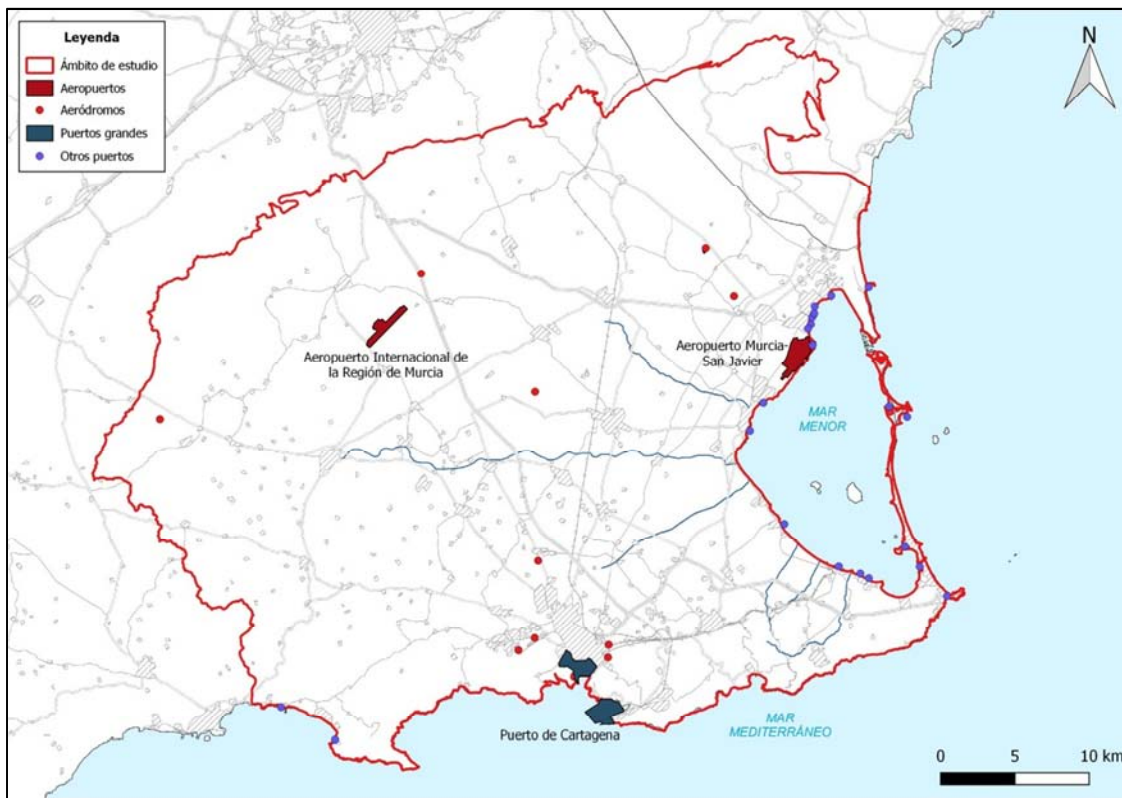 Leyenda
Ámbito de estudio
Aeropuertos
Aeródromos
Puertos grandes
Otros puertos
N
Aeropuerto Internacional de
la Región de Murcia
Aeropuerto Murcia-
San Javier
MAR
MENOR
Puerto de Cartagena
MAR
MEDITERRÁNEO
0 5 10 km